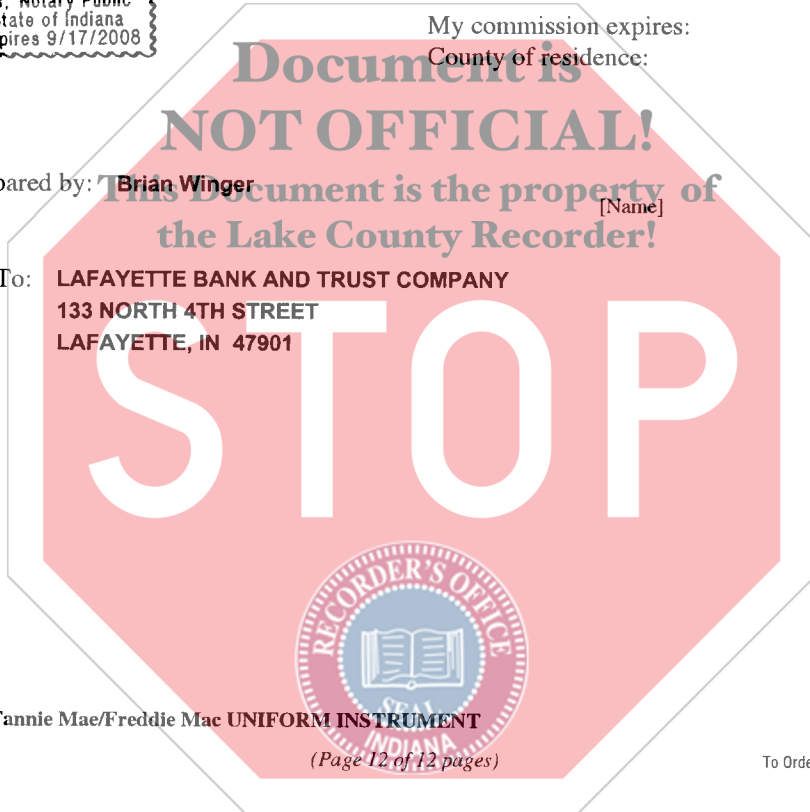 Notary Public
State of Indiana
pires 9/17/2008
My commission expires:
County of residence:
Document is
NOT OFFICIAL!
pared by: Brian Winger
This Document is the property of
[Name]
the Lake County Recorder!
To: LAFAYETTE BANK AND TRUST COMPANY
133 NORTH 4TH STREET
LAFAYETTE, IN 47901
STOP
RECORDER'S OFFICE
SEAL
INDIANA
Fannie Mae/Freddie Mac UNIFORM INSTRUMENT
(Page 12 of 12 pages)
To Orde